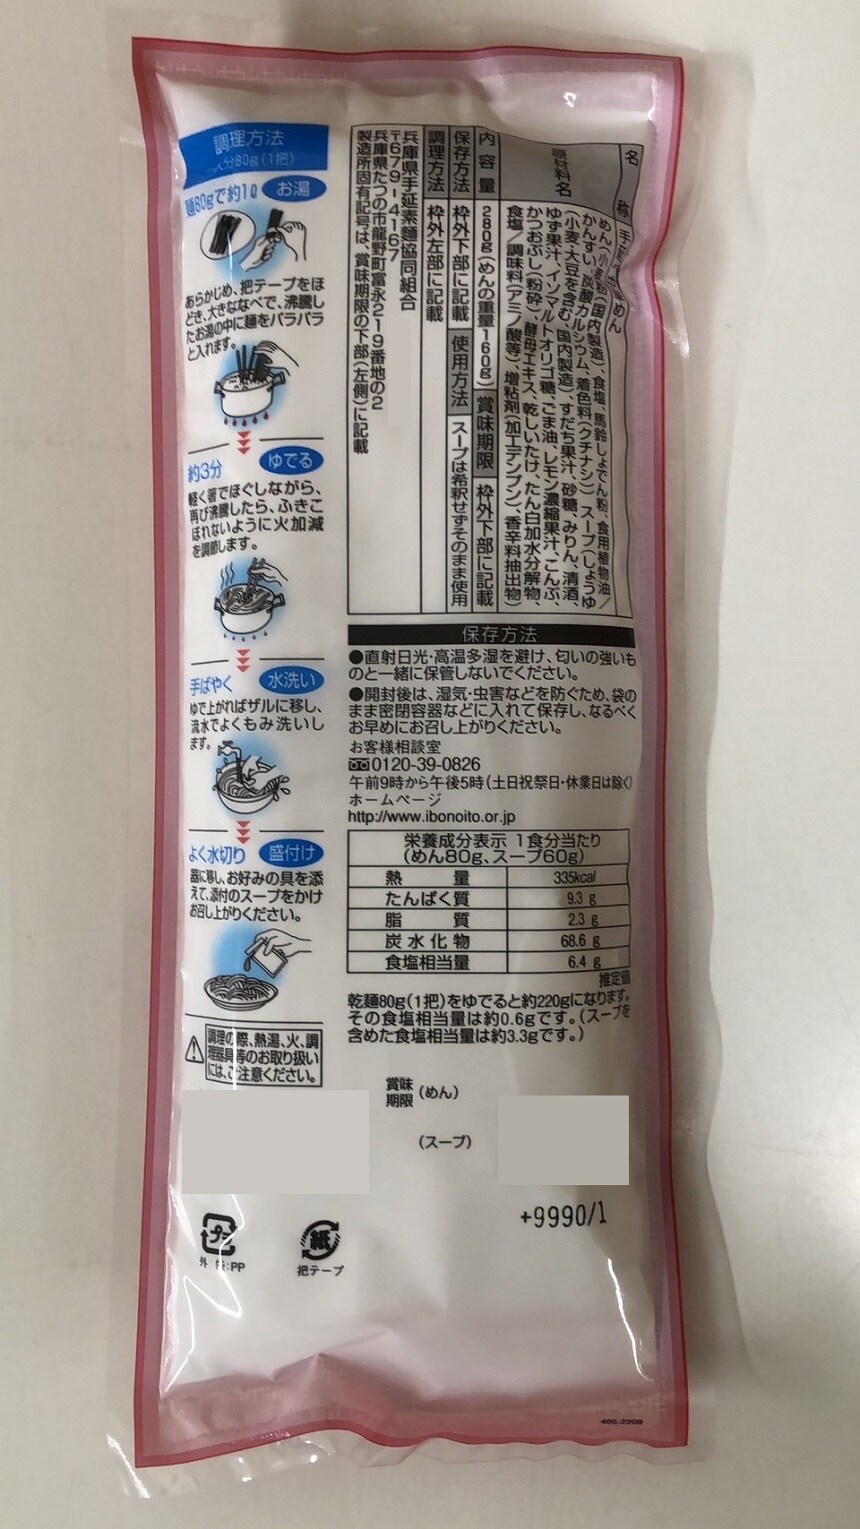 調理方法
一人分80g(1把)
麺80gで約1ℓ お湯
あらかじめ、把テープをほ
どき、大きななべで、沸騰し
たお湯の中に麺をパラパラ
と入れます。
約3分 ゆでる
軽く箸でほぐしながら、
再び沸騰したら、ふきこ
ぼれないように火加減
を調節します。
手ばやく 水洗い
ゆで上がればザルに移し、
流水でよくもみ洗いし
ます。
よく水切り 盛付け
器に移し、お好みの具を添
えて、添付のスープをかけ
お召し上がりください。
調理の際、熱湯、火、調
理器具等のお取り扱い
には、ご注意ください。
名称
原材料名
めん(小麦粉(国内製造)、食塩、馬鈴しょでん粉、食用植物油/
かんすい、炭酸カルシウム、着色料(クチナシ))スープ(しょうゆ
(小麦・大豆を含む、国内製造)、すだち果汁、砂糖、みりん、清酒、
ゆず果汁、イソマルトオリゴ糖、ごま油、レモン濃縮果汁、こんぶ、
かつおぶし(粉砕)、酵母エキス、乾しいたけ、たん白加水分解物、
食塩/調味料(アミノ酸等)、増粘剤(加工デンプン)、香辛料抽出物)
内容量 280g(めんの重量160g) 賞味期限 枠外下部に記載
保存方法 枠外下部に記載 使用方法 スープは希釈せずそのまま使用
調理方法 枠外左部に記載
兵庫県手延素麺協同組合
〒679-4167
兵庫県たつの市龍野町富永219番地の2
製造所固有記号は、賞味期限の下部(左側)に記載
保存方法
●直射日光・高温多湿を避け、匂いの強いも
のと一緒に保管しないでください。
●開封後は、湿気・虫害などを防ぐため、袋の
まま密閉容器などに入れて保存し、なるべく
お早めにお召し上がりください。
お客様相談室
0120-39-0826
午前9時から午後5時(土日祝祭日・休業日は除く)
ホームページ
http://www.ibonoito.or.jp
栄養成分表示 1食分当たり
(めん80g、スープ60g)
熱量 335kcal
たんぱく質 9.3 g
脂質 2.3 g
炭水化物 68.6 g
食塩相当量 6.4 g
推定値
乾麺80g(1把)をゆでると約220gになります。
その食塩相当量は約0.6gです。(スープを
含めた食塩相当量は約3.3gです。)
賞味
期限 (めん)
(スープ)
+9990/1
プラ
外 :PP
紙
把テープ
405-2209